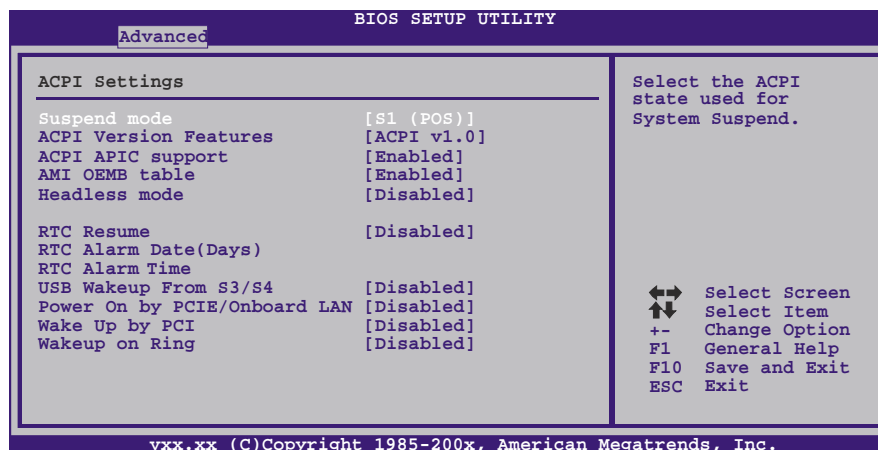 BIOS SETUP UTILITY
Advanced
ACPI Settings
Suspend mode [S1 (POS)]
ACPI Version Features [ACPI v1.0]
ACPI APIC support [Enabled]
AMI OEMB table [Enabled]
Headless mode [Disabled]
RTC Resume [Disabled]
RTC Alarm Date(Days)
RTC Alarm Time
USB Wakeup From S3/S4 [Disabled]
Power On by PCIE/Onboard LAN [Disabled]
Wake Up by PCI [Disabled]
Wakeup on Ring [Disabled]
Select the ACPI
state used for
System Suspend.
Select Screen
Select Item
+- Change Option
F1 General Help
F10 Save and Exit
ESC Exit
vxx.xx (C)Copyright 1985-200x, American Megatrends, Inc.